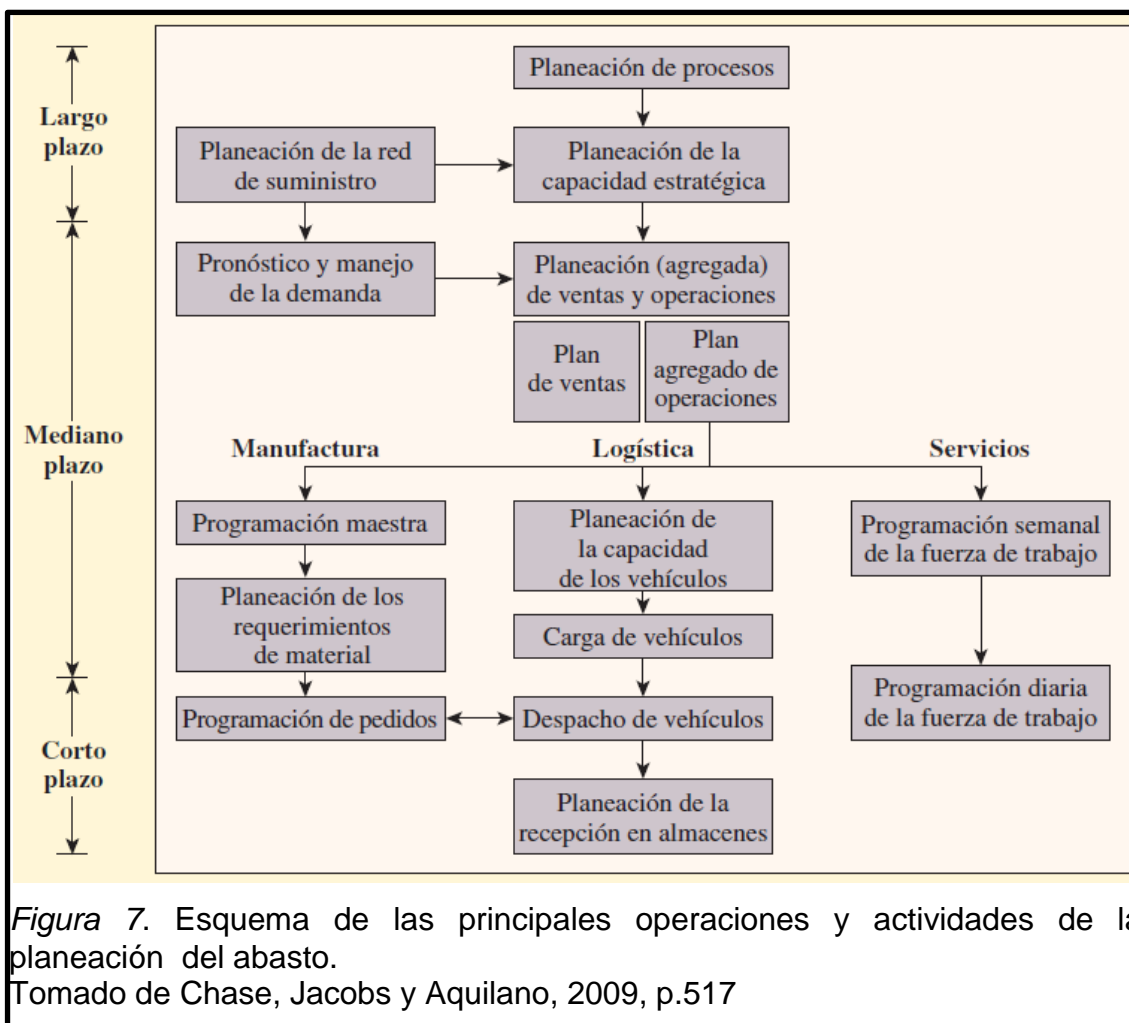 Planeación de procesos
Largo
plazo
Planeación de la red
de suministro
Planeación de la
capacidad estratégica
Pronóstico y manejo
de la demanda
Planeación (agregada)
de ventas y operaciones
Plan
de ventas
Plan
agregado de
operaciones
Mediano
plazo
Manufactura
Logística
Servicios
Programación maestra
Planeación de
la capacidad
de los vehículos
Programación semanal
de la fuerza de trabajo
Planeación de los
requerimientos
de material
Carga de vehículos
Corto
plazo
Programación de pedidos
Despacho de vehículos
Programación diaria
de la fuerza de trabajo
Planeación de la
recepción en almacenes
Figura 7. Esquema de las principales operaciones y actividades de la
planeación del abasto.
Tomado de Chase, Jacobs y Aquilano, 2009, p.517